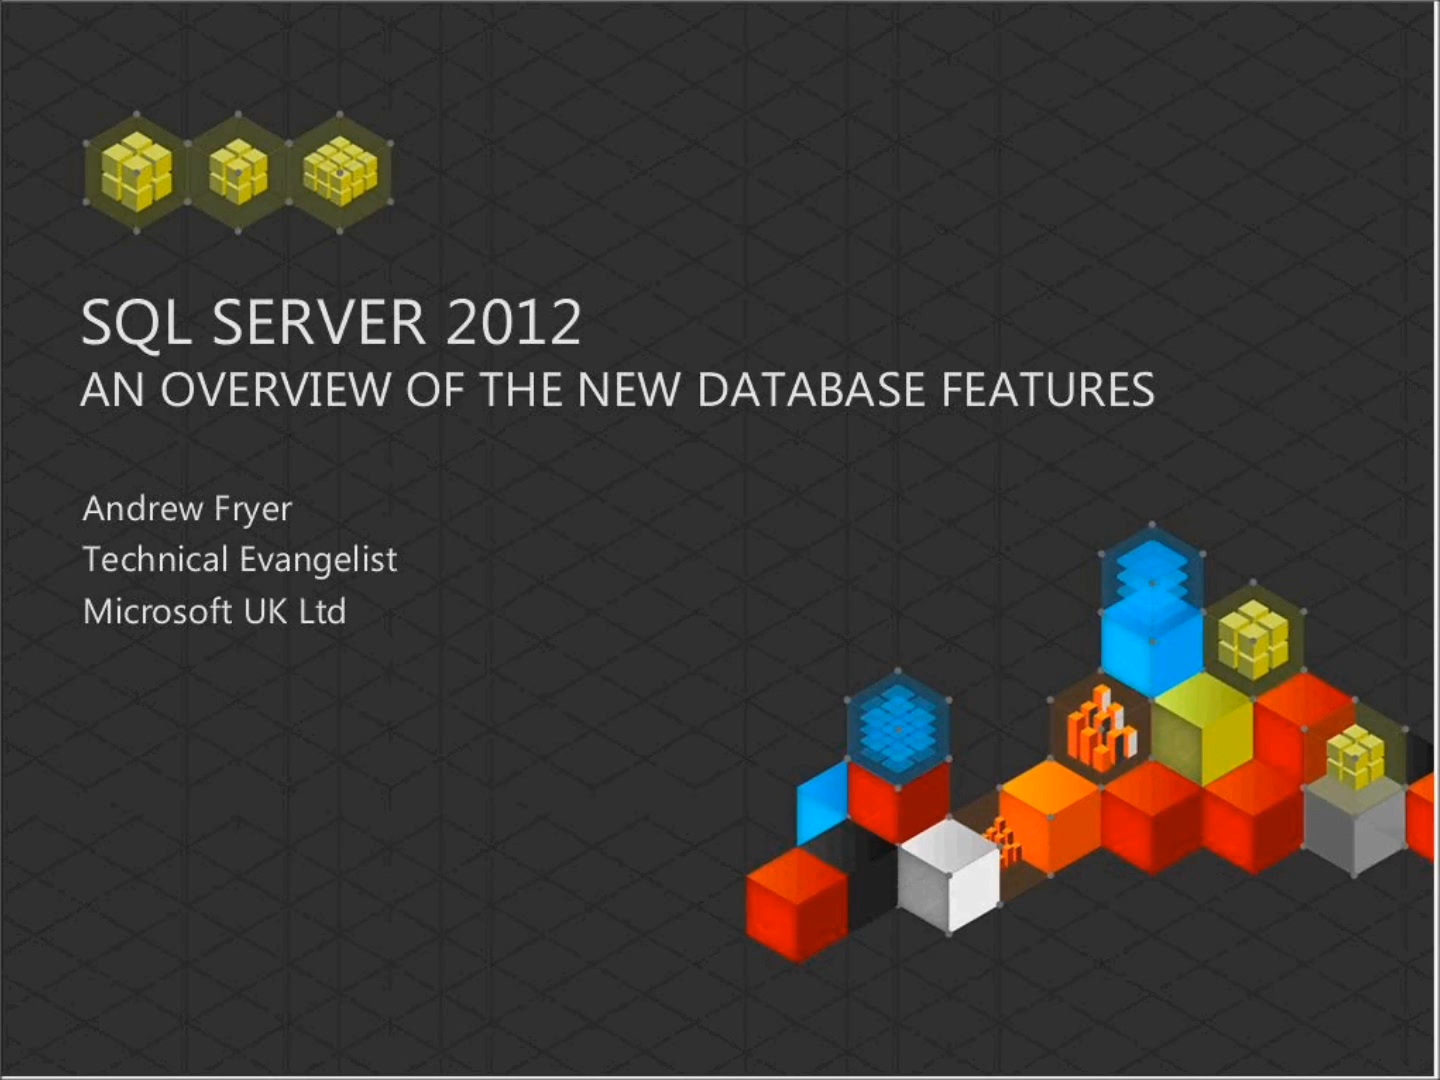 SQL SERVER 2012
AN OVERVIEW OF THE NEW DATABASE FEATURES
Andrew Fryer
Technical Evangelist
Microsoft UK Ltd